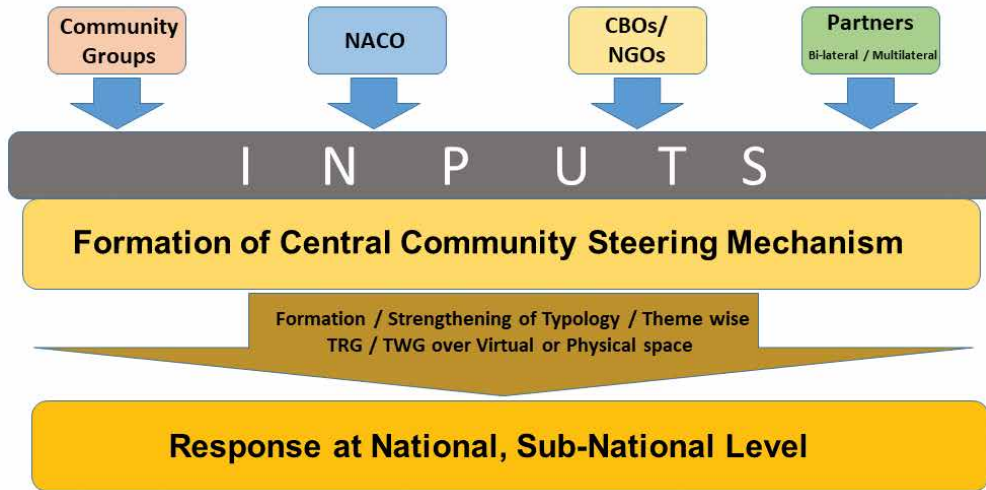 Community
Groups
NACO
CBOs/
NGOs
Partners
Bi-lateral / Multilateral
INPUTS
Formation of Central Community Steering Mechanism
Formation / Strengthening of Typology / Theme wise
TRG / TWG over Virtual or Physical space
Response at National, Sub-National Level